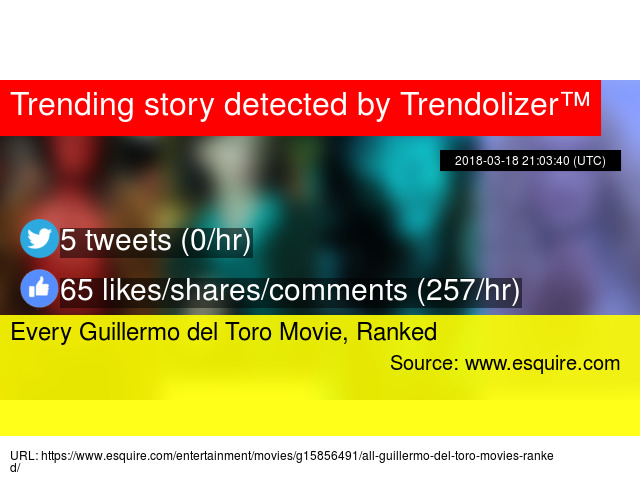 Trending story detected by Trendolizer™
2018-03-18 21:03:40 (UTC)
5 tweets (0/hr)
65 likes/shares/comments (257/hr)
Every Guillermo del Toro Movie, Ranked
Source: www.esquire.com
URL: https://www.esquire.com/entertainment/movies/g15856491/all-guillermo-del-toro-movies-ranke
d/